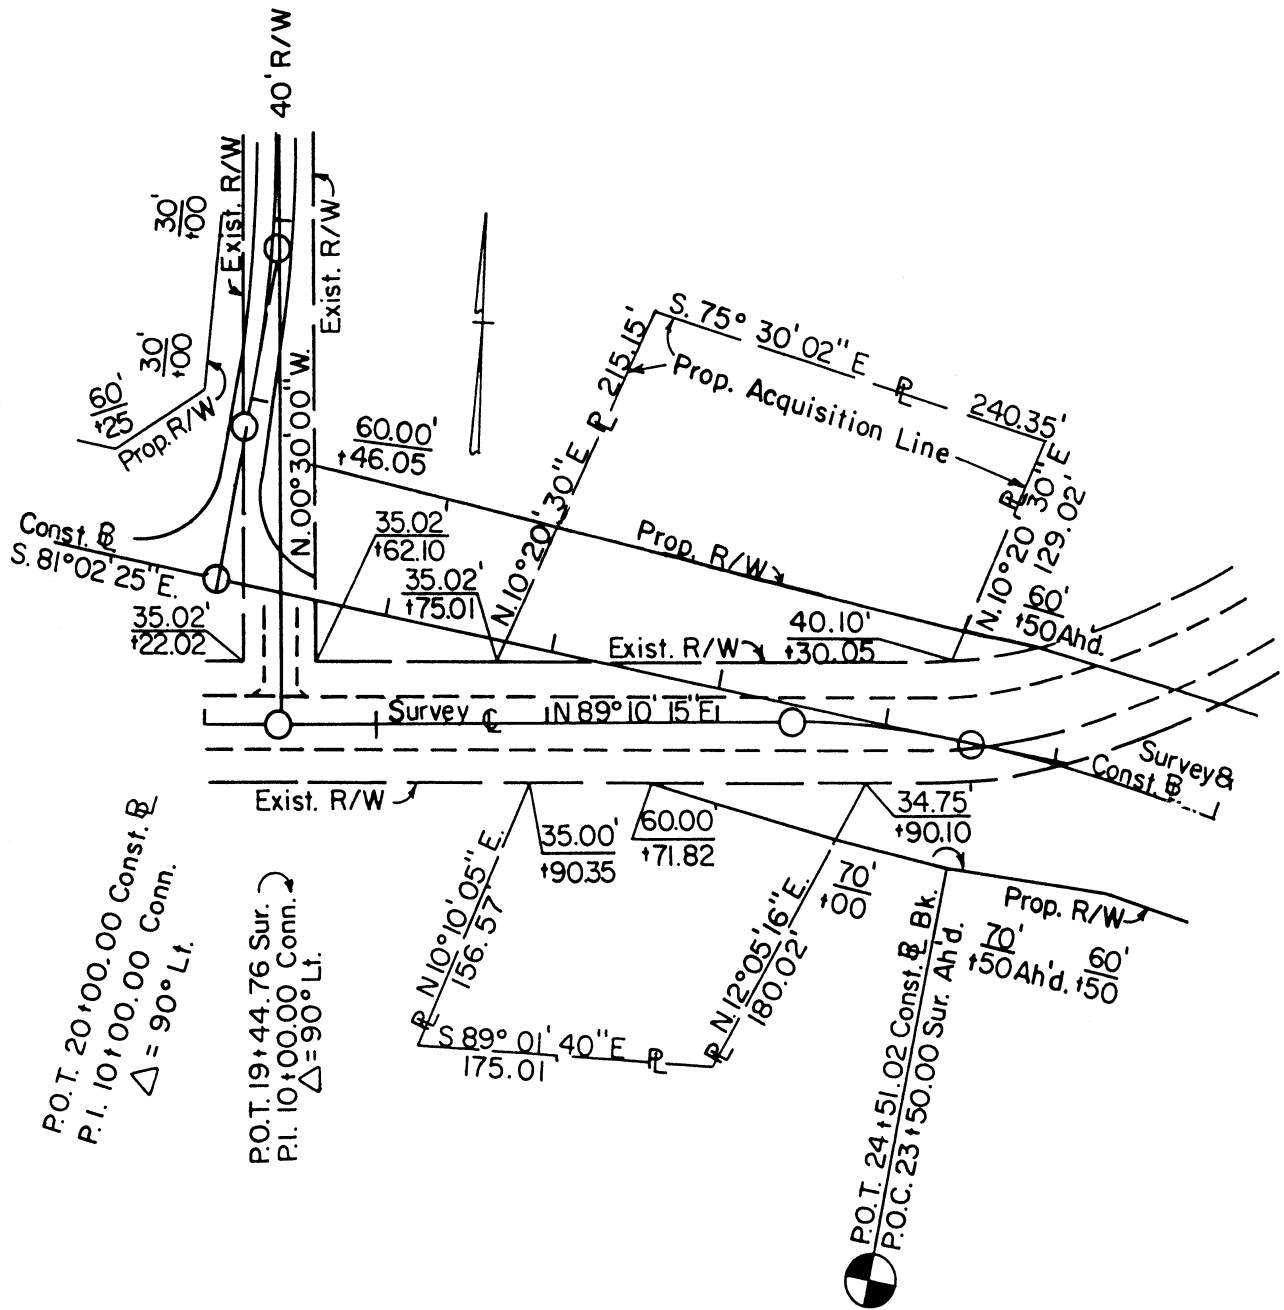 40' R/W
Exist. R/W
Exist. R/W
30'
+00
30'
+00
60'
+25
Prop. R/W
N.00°30'00"W.
S. 75° 30' 02" E ℄ 240.35'
Prop. Acquisition Line
N.10°20'30"E ℄ 215.15'
60.00'
+46.05
Prop. R/W
℄ N.10°20'30"E
129.02'
Const. ℄
S. 81°02'25"E.
35.02'
+62.10
35.02'
+75.01
35.02'
+22.02
60'
+50Ahd.
40.10'
+30.05
Exist. R/W
Survey ℄
N 89° 10' 15"E
Survey &
Const. ℄
Exist. R/W
35.00'
+90.35
60.00'
+71.82
34.75'
+90.10
70'
+00
Prop. R/W
70'
+50Ah'd.
60'
+50
℄ N 10°10'05"E.
156.57'
℄ N 12°05'16"E.
180.02'
S 89° 01' 40"E ℄
175.01'
P.O.T. 20+00.00 Const. ℄
P.I. 10+00.00 Conn.
△ = 90° Lt.
P.O.T. 19+44.76 Sur.
P.I. 10+00.00 Conn.
△ = 90° Lt.
P.O.T. 24+51.02 Const. ℄ Bk.
P.O.C. 23+50.00 Sur. Ah'd.